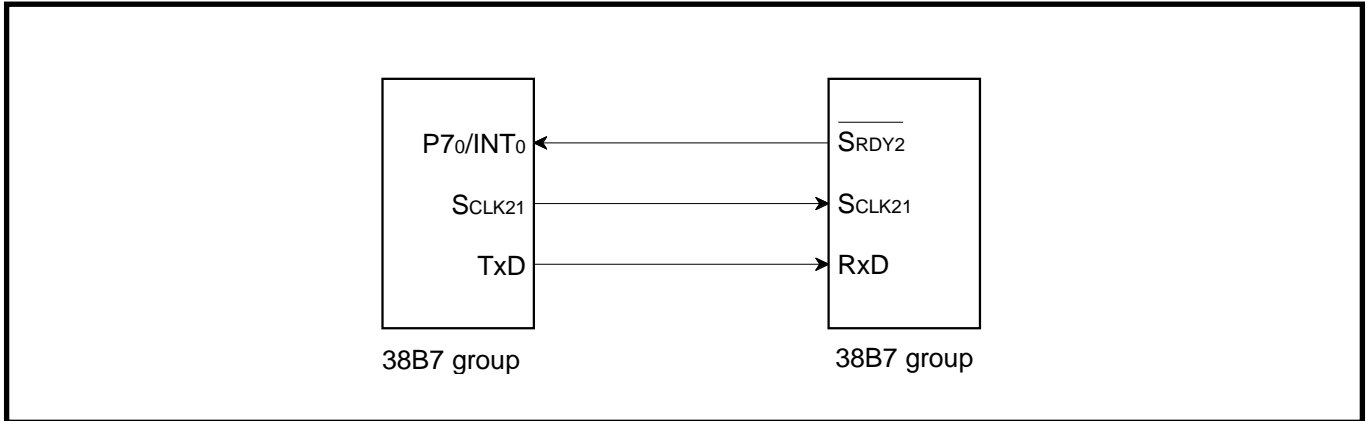 P70/INT0
SCLK21
TxD
38B7 group
SRDY2
SCLK21
RxD
38B7 group